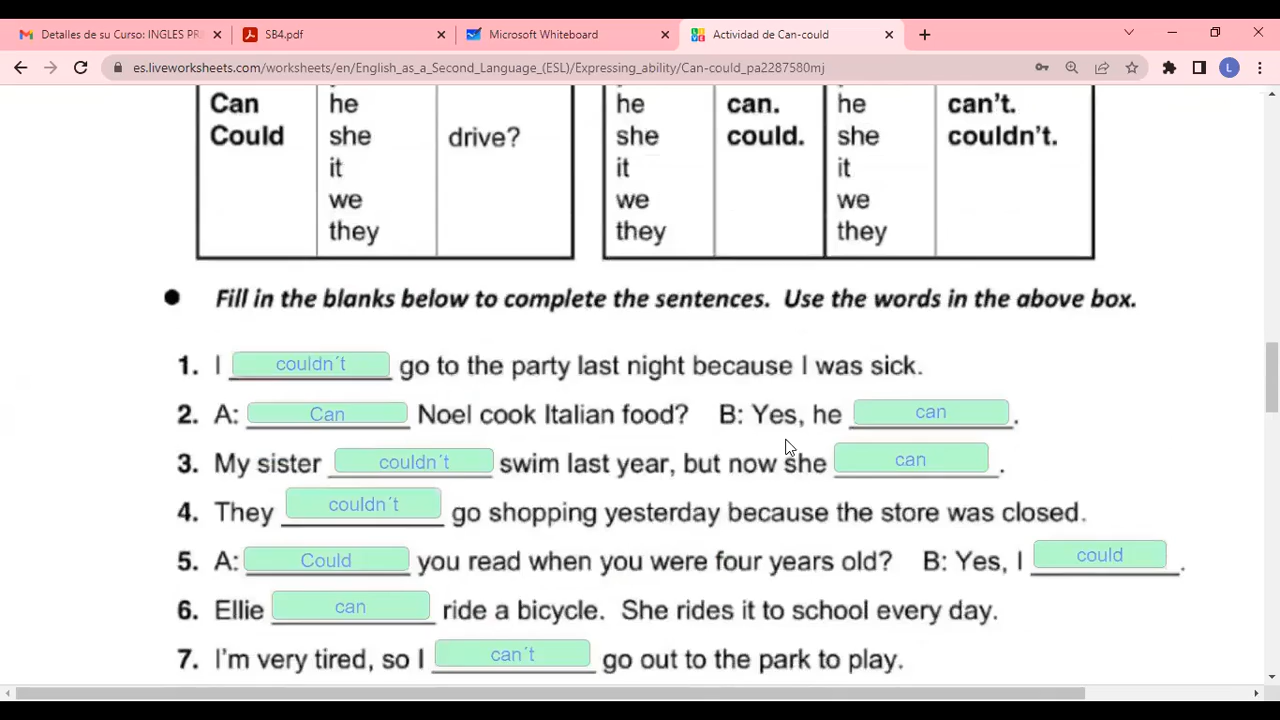 Detalles de su Curso: INGLES PR
SB4.pdf
Microsoft Whiteboard
Actividad de Can-could
es.liveworksheets.com/worksheets/en/English_as_a_Second_Language_(ESL)/Expressing_ability/Can-could_pa2287580mj
L
Can he he can. he can't.
Could she drive? she could. she couldn't.
it it it
we we we
they they they
● Fill in the blanks below to complete the sentences. Use the words in the above box.
1. I couldn´t go to the party last night because I was sick.
2. A: Can Noel cook Italian food? B: Yes, he can.
3. My sister couldn´t swim last year, but now she can.
4. They couldn´t go shopping yesterday because the store was closed.
5. A: Could you read when you were four years old? B: Yes, I could.
6. Ellie can ride a bicycle. She rides it to school every day.
7. I'm very tired, so I can´t go out to the park to play.